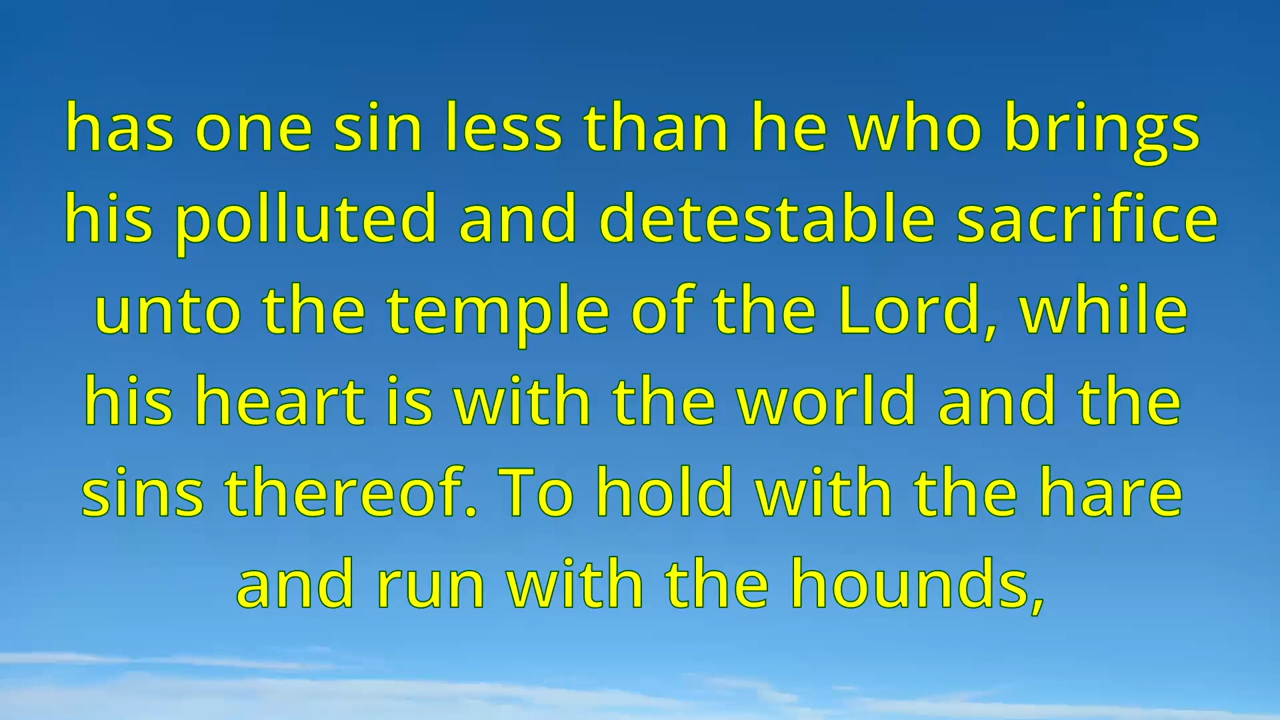 has one sin less than he who brings
his polluted and detestable sacrifice
unto the temple of the Lord, while
his heart is with the world and the
sins thereof. To hold with the hare
and run with the hounds,